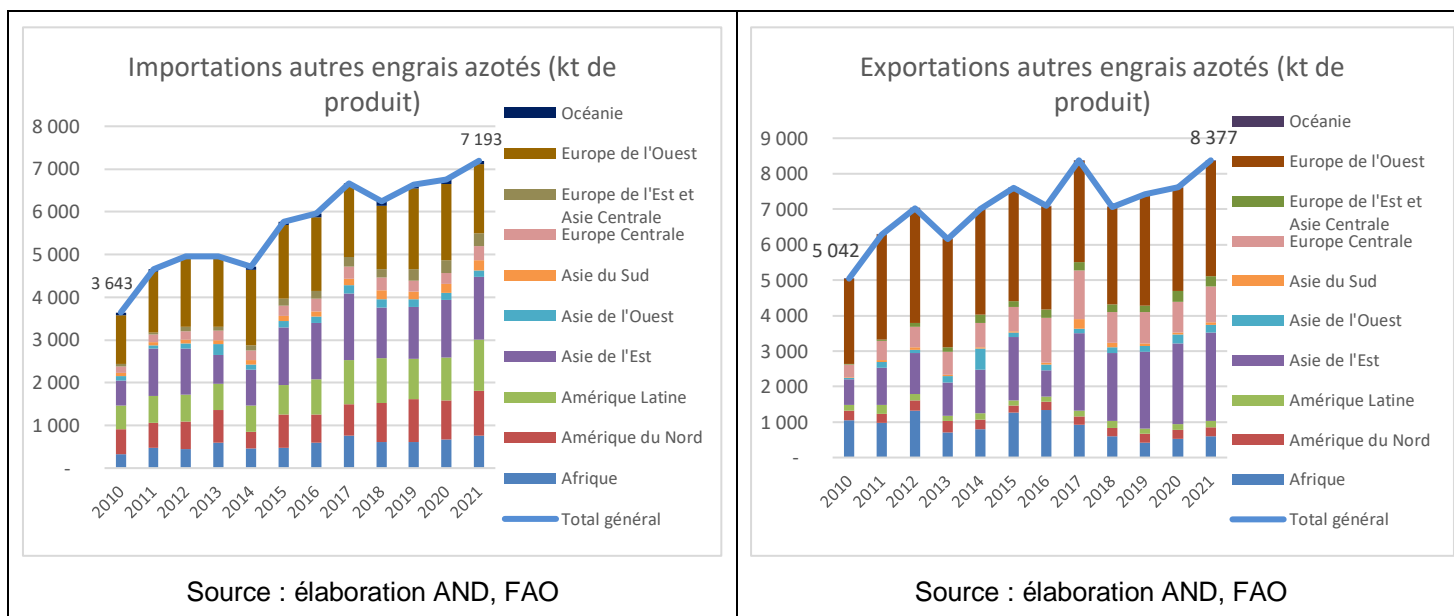 Importations autres engrais azotés (kt de
produit)
8 000
7 000
6 000
5 000
4 000
3 000
2 000
1 000
-
3 643
7 193
2010
2011
2012
2013
2014
2015
2016
2017
2018
2019
2020
2021
Océanie
Europe de l'Ouest
Europe de l'Est et
Asie Centrale
Europe Centrale
Asie du Sud
Asie de l'Ouest
Asie de l'Est
Amérique Latine
Amérique du Nord
Afrique
Total général
Source : élaboration AND, FAO
Exportations autres engrais azotés (kt de
produit)
9 000
8 000
7 000
6 000
5 000
4 000
3 000
2 000
1 000
-
5 042
8 377
2010
2011
2012
2013
2014
2015
2016
2017
2018
2019
2020
2021
Océanie
Europe de l'Ouest
Europe de l'Est et
Asie Centrale
Europe Centrale
Asie du Sud
Asie de l'Ouest
Asie de l'Est
Amérique Latine
Amérique du Nord
Afrique
Total général
Source : élaboration AND, FAO